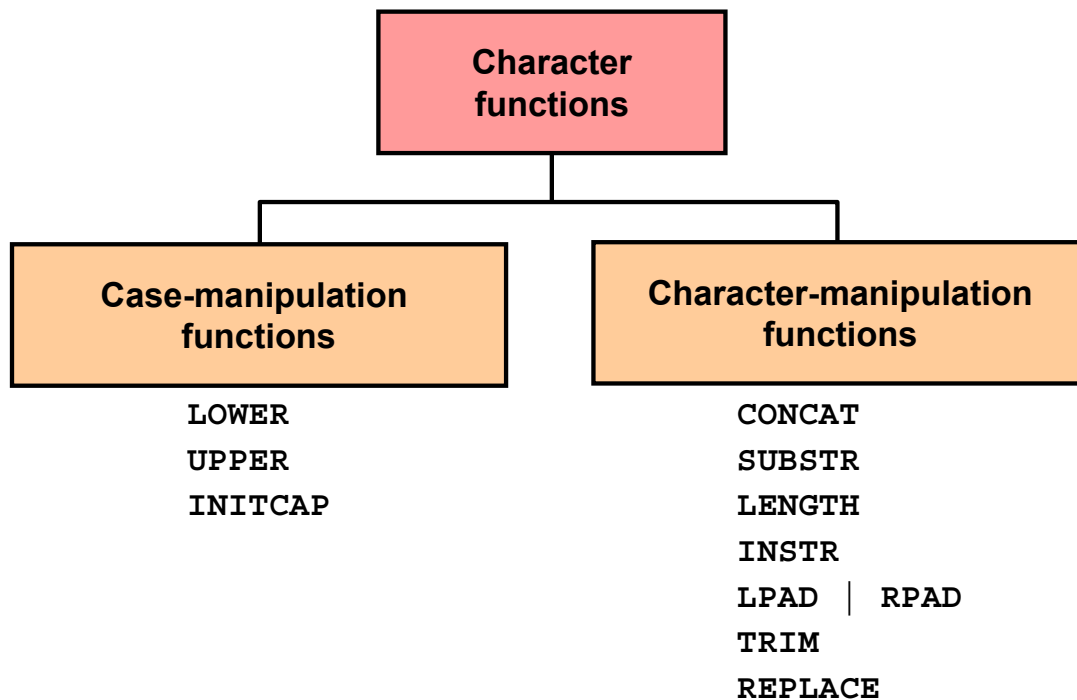 Character
functions
Case-manipulation
functions
LOWER
UPPER
INITCAP
Character-manipulation
functions
CONCAT
SUBSTR
LENGTH
INSTR
LPAD | RPAD
TRIM
REPLACE